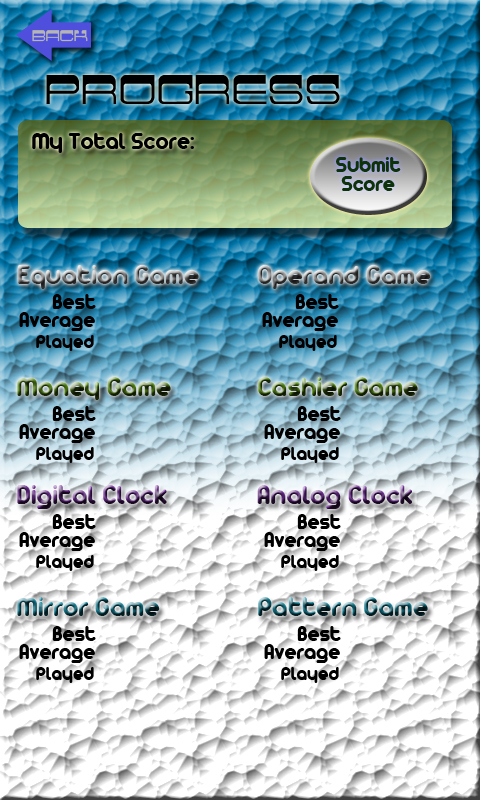 BACK
PROGRESS
My Total Score:
Submit
Score
Equation Game
Best
Average
Played
Operand Game
Best
Average
Played
Money Game
Best
Average
Played
Cashier Game
Best
Average
Played
Digital Clock
Best
Average
Played
Analog Clock
Best
Average
Played
Mirror Game
Best
Average
Played
Pattern Game
Best
Average
Played